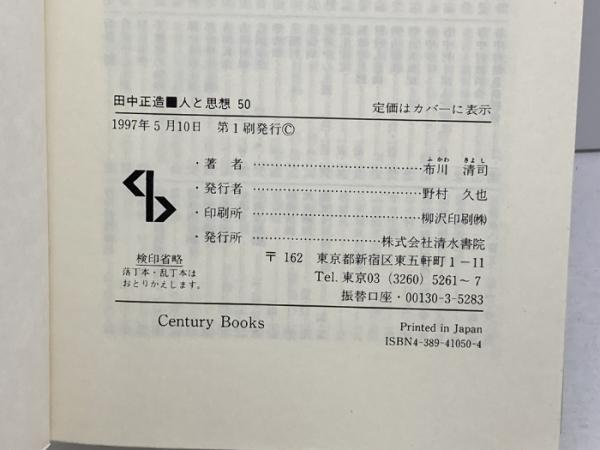 田中正造■人と思想 50
定価はカバーに表示
1997年5月10日 第1刷発行Ⓒ
ふ かわ きよ し
・著 者 ……………………………… 布川 清司
・発行者 ……………………………… 野村 久也
・印刷所 ……………………………… 柳沢印刷㈱
・発行所 ……………………… 株式会社清水書院
〒162 東京都新宿区東五軒町1-11
Tel. 東京03 (3260) 5261~7
振替口座・00130-3-5283
検印省略
落丁本・乱丁本は
おとりかえします。
Century Books
Printed in Japan
ISBN4-389-41050-4